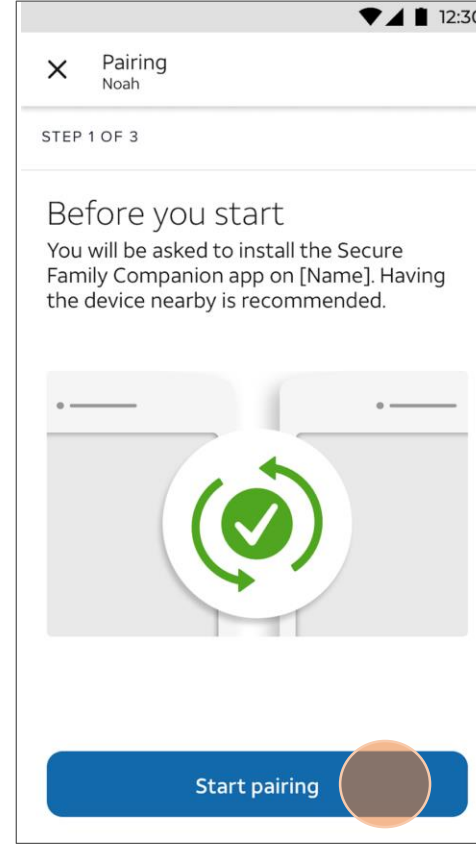 12:30
Pairing
Noah
STEP 1 OF 3
Before you start
You will be asked to install the Secure
Family Companion app on [Name]. Having
the device nearby is recommended.
Start pairing